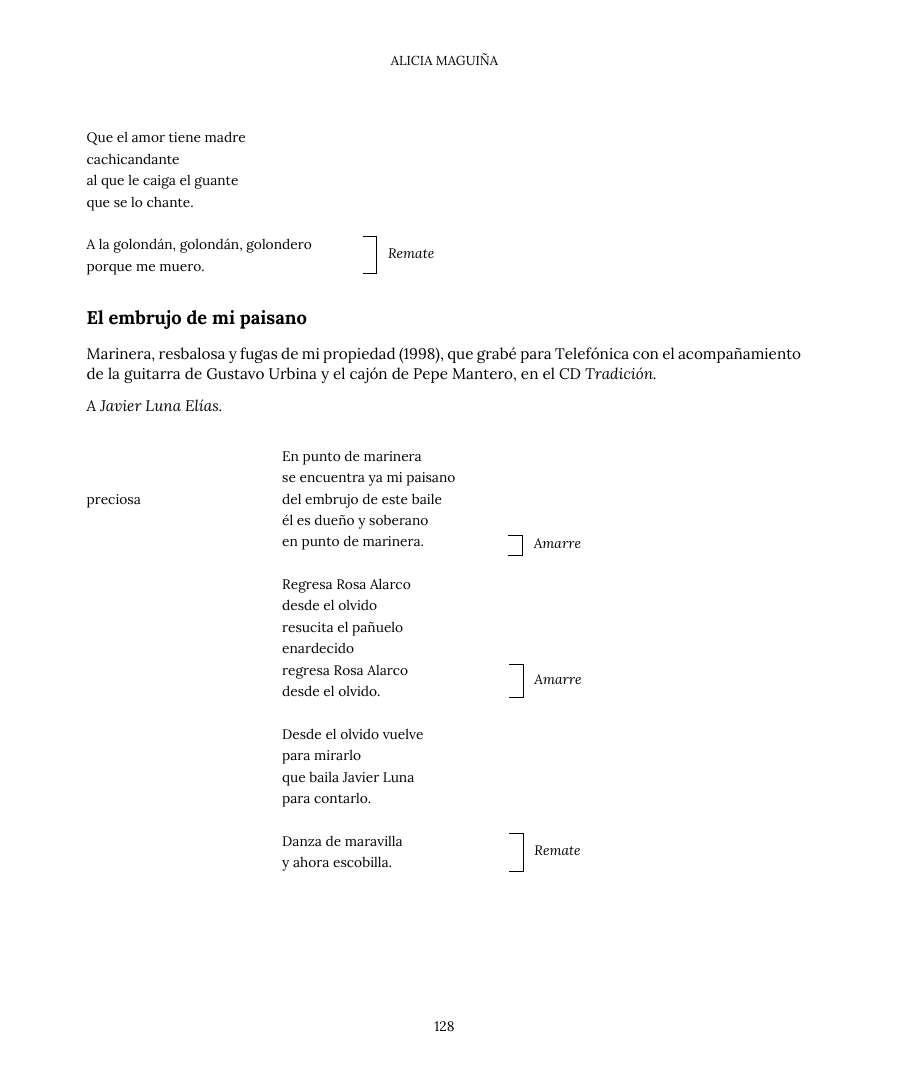 ALICIA MAGUIÑA
Que el amor tiene madre
cachicandante
al que le caiga el guante
que se lo chante.
A la golondán, golondán, golondero
porque me muero.
Remate
El embrujo de mi paisano
Marinera, resbalosa y fugas de mi propiedad (1998), que grabé para Telefónica con el acompañamiento
de la guitarra de Gustavo Urbina y el cajón de Pepe Mantero, en el CD Tradición.
A Javier Luna Elías.
En punto de marinera
se encuentra ya mi paisano
preciosa del embrujo de este baile
él es dueño y soberano
en punto de marinera. Amarre
Regresa Rosa Alarco
desde el olvido
resucita el pañuelo
enardecido
regresa Rosa Alarco
desde el olvido.
Amarre
Desde el olvido vuelve
para mirarlo
que baila Javier Luna
para contarlo.
Danza de maravilla
y ahora escobilla.
Remate
128